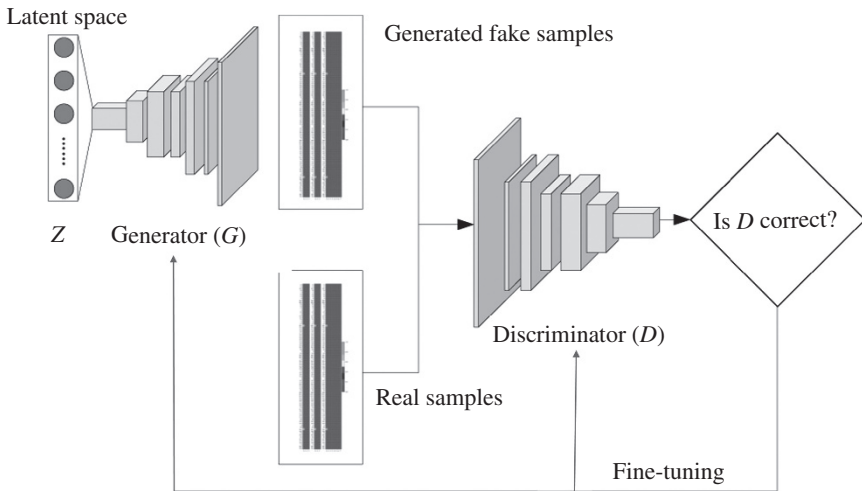 Latent space
Generated fake samples
Z
Generator (G)
Is D correct?
Discriminator (D)
Real samples
Fine-tuning